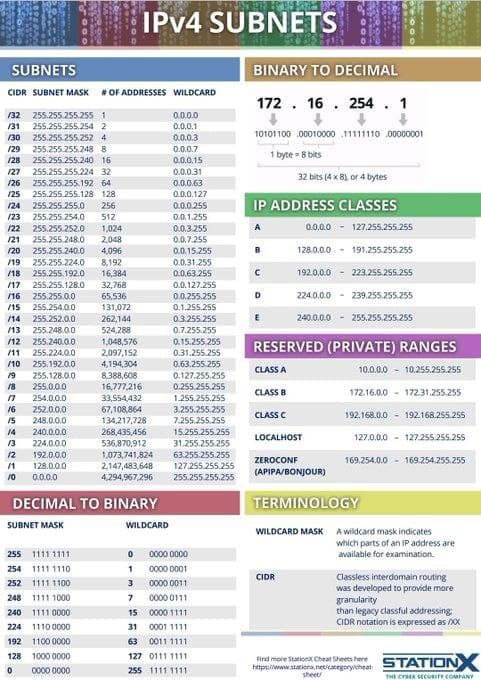 IPv4 SUBNETS
SUBNETS
CIDR SUBNET MASK # OF ADDRESSES WILDCARD
/32 255.255.255.255 1 0.0.0.0
/31 255.255.255.254 2 0.0.0.1
/30 255.255.255.252 4 0.0.0.3
/29 255.255.255.248 8 0.0.0.7
/28 255.255.255.240 16 0.0.0.15
/27 255.255.255.224 32 0.0.0.31
/26 255.255.255.192 64 0.0.0.63
/25 255.255.255.128 128 0.0.0.127
/24 255.255.255.0 256 0.0.0.255
/23 255.255.254.0 512 0.0.1.255
/22 255.255.252.0 1,024 0.0.3.255
/21 255.255.248.0 2,048 0.0.7.255
/20 255.255.240.0 4,096 0.0.15.255
/19 255.255.224.0 8,192 0.0.31.255
/18 255.255.192.0 16,384 0.0.63.255
/17 255.255.128.0 32,768 0.0.127.255
/16 255.255.0.0 65,536 0.0.255.255
/15 255.254.0.0 131,072 0.1.255.255
/14 255.252.0.0 262,144 0.3.255.255
/13 255.248.0.0 524,288 0.7.255.255
/12 255.240.0.0 1,048,576 0.15.255.255
/11 255.224.0.0 2,097,152 0.31.255.255
/10 255.192.0.0 4,194,304 0.63.255.255
/9 255.128.0.0 8,388,608 0.127.255.255
/8 255.0.0.0 16,777,216 0.255.255.255
/7 254.0.0.0 33,554,432 1.255.255.255
/6 252.0.0.0 67,108,864 3.255.255.255
/5 248.0.0.0 134,217,728 7.255.255.255
/4 240.0.0.0 268,435,456 15.255.255.255
/3 224.0.0.0 536,870,912 31.255.255.255
/2 192.0.0.0 1,073,741,824 63.255.255.255
/1 128.0.0.0 2,147,483,648 127.255.255.255
/0 0.0.0.0 4,294,967,296 255.255.255.255
DECIMAL TO BINARY
SUBNET MASK WILDCARD
255 1111 1111 0 0000 0000
254 1111 1110 1 0000 0001
252 1111 1100 3 0000 0011
248 1111 1000 7 0000 0111
240 1111 0000 15 0000 1111
224 1110 0000 31 0001 1111
192 1100 0000 63 0011 1111
128 1000 0000 127 0111 1111
0 0000 0000 255 1111 1111
BINARY TO DECIMAL
172 . 16 . 254 . 1
10101100 .00010000 .11111110 .00000001
1 byte = 8 bits
32 bits (4 x 8), or 4 bytes
IP ADDRESS CLASSES
A 0.0.0.0 – 127.255.255.255
B 128.0.0.0 – 191.255.255.255
C 192.0.0.0 – 223.255.255.255
D 224.0.0.0 – 239.255.255.255
E 240.0.0.0 – 255.255.255.255
RESERVED (PRIVATE) RANGES
CLASS A 10.0.0.0 – 10.255.255.255
CLASS B 172.16.0.0 – 172.31.255.255
CLASS C 192.168.0.0 – 192.168.255.255
LOCALHOST 127.0.0.0 – 127.255.255.255
ZEROCONF 169.254.0.0 – 169.254.255.255
(APIPA/BONJOUR)
TERMINOLOGY
WILDCARD MASK A wildcard mask indicates
which parts of an IP address are
available for examination.
CIDR Classless interdomain routing
was developed to provide more
granularity
than legacy classful addressing;
CIDR notation is expressed as /XX
Find more StationX Cheat Sheets here
https://www.stationx.net/category/cheat-
sheet/
STATIONX
THE CYBER SECURITY COMPANY